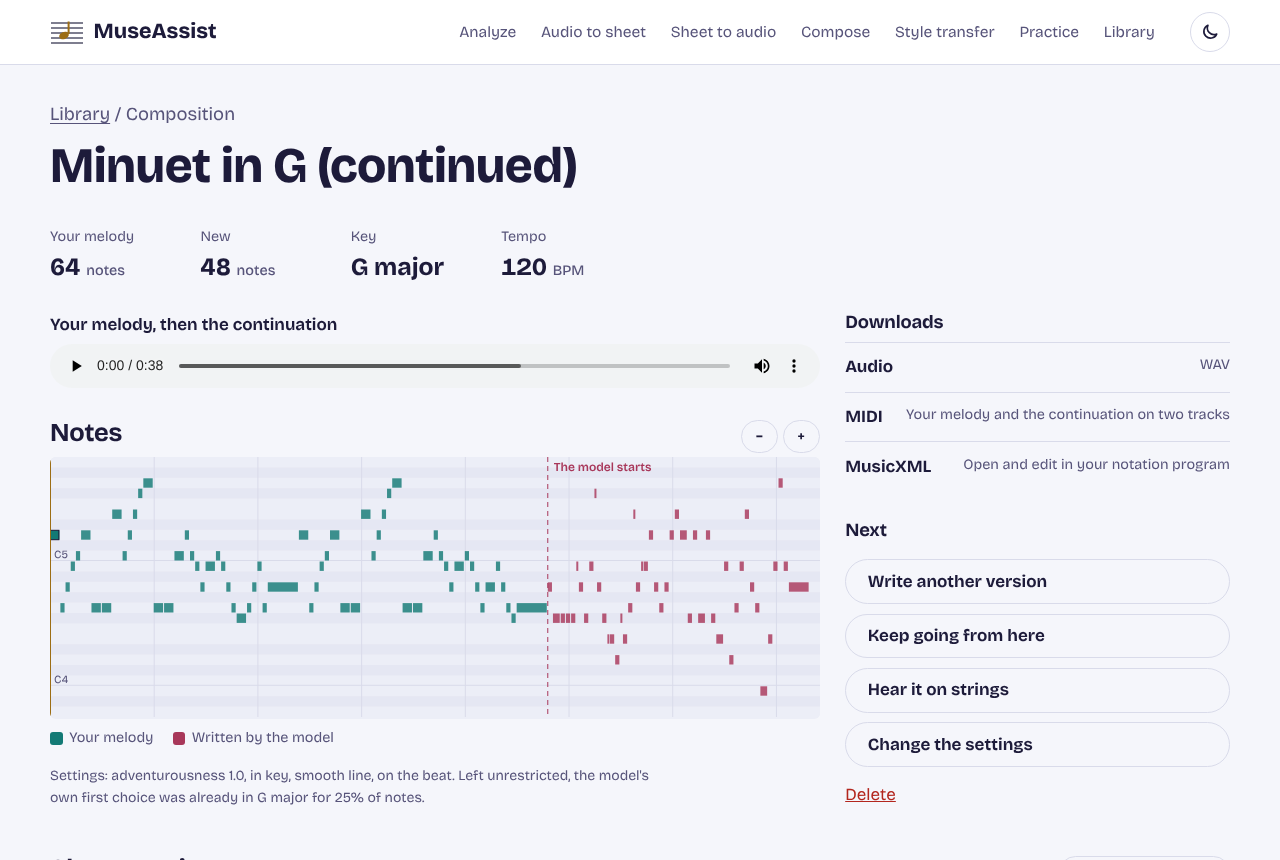 MuseAssist
Analyze
Audio to sheet
Sheet to audio
Compose
Style transfer
Practice
Library
Library / Composition
Minuet in G (continued)
Your melody
64 notes
New
48 notes
Key
G major
Tempo
120 BPM
Your melody, then the continuation
0:00 / 0:38
Notes
−
+
The model starts
C5
C4
Your melody
Written by the model
Settings: adventurousness 1.0, in key, smooth line, on the beat. Left unrestricted, the model's
own first choice was already in G major for 25% of notes.
Downloads
Audio
WAV
MIDI
Your melody and the continuation on two tracks
MusicXML
Open and edit in your notation program
Next
Write another version
Keep going from here
Hear it on strings
Change the settings
Delete